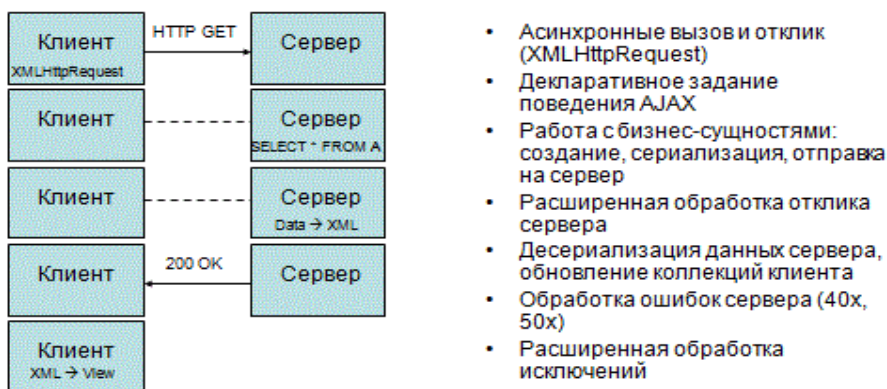 Клиент
XMLHttpRequest
HTTP GET
Сервер
Клиент
Сервер
SELECT * FROM A
Клиент
Сервер
Data → XML
Клиент
200 OK
Сервер
Клиент
XML → View
• Асинхронные вызов и отклик
(XMLHttpRequest)
• Декларативное задание
поведения AJAX
• Работа с бизнес-сущностями:
создание, сериализация, отправка
на сервер
• Расширенная обработка отклика
сервера
• Десериализация данных сервера,
обновление коллекций клиента
• Обработка ошибок сервера (40x,
50x)
• Расширенная обработка
исключений